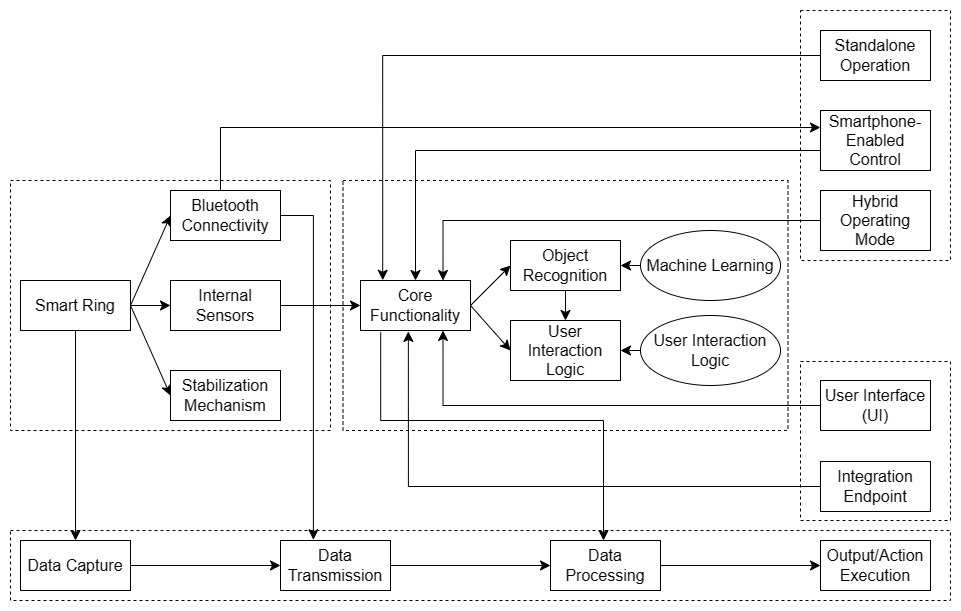 Standalone
Operation
Smartphone-
Enabled
Control
Hybrid
Operating
Mode
Bluetooth
Connectivity
Smart Ring
Internal
Sensors
Stabilization
Mechanism
Core
Functionality
Object
Recognition
Machine Learning
User
Interaction
Logic
User Interaction
Logic
User Interface
(UI)
Integration
Endpoint
Data Capture
Data
Transmission
Data
Processing
Output/Action
Execution